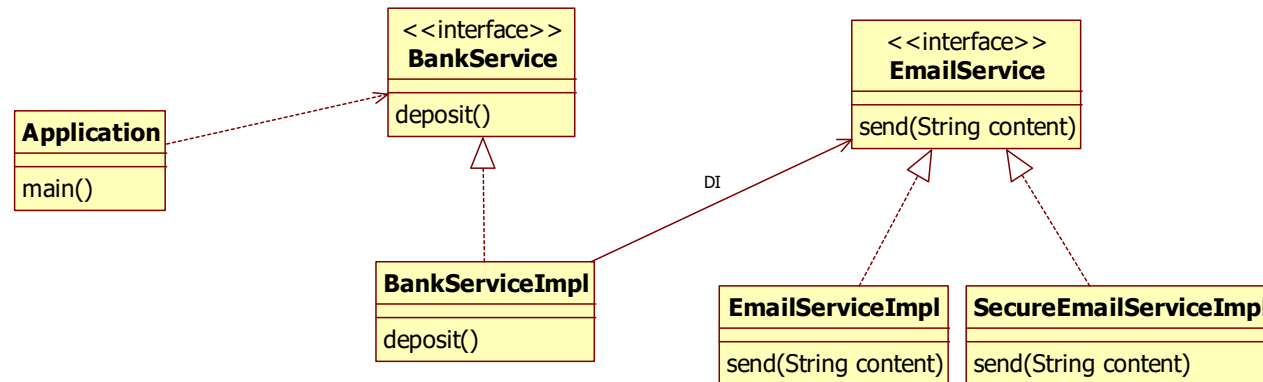 <<interface>>
BankService
deposit()
<<interface>>
EmailService
send(String content)
Application
main()
DI
BankServiceImpl
deposit()
EmailServiceImpl
send(String content)
SecureEmailServiceImpl
send(String content)